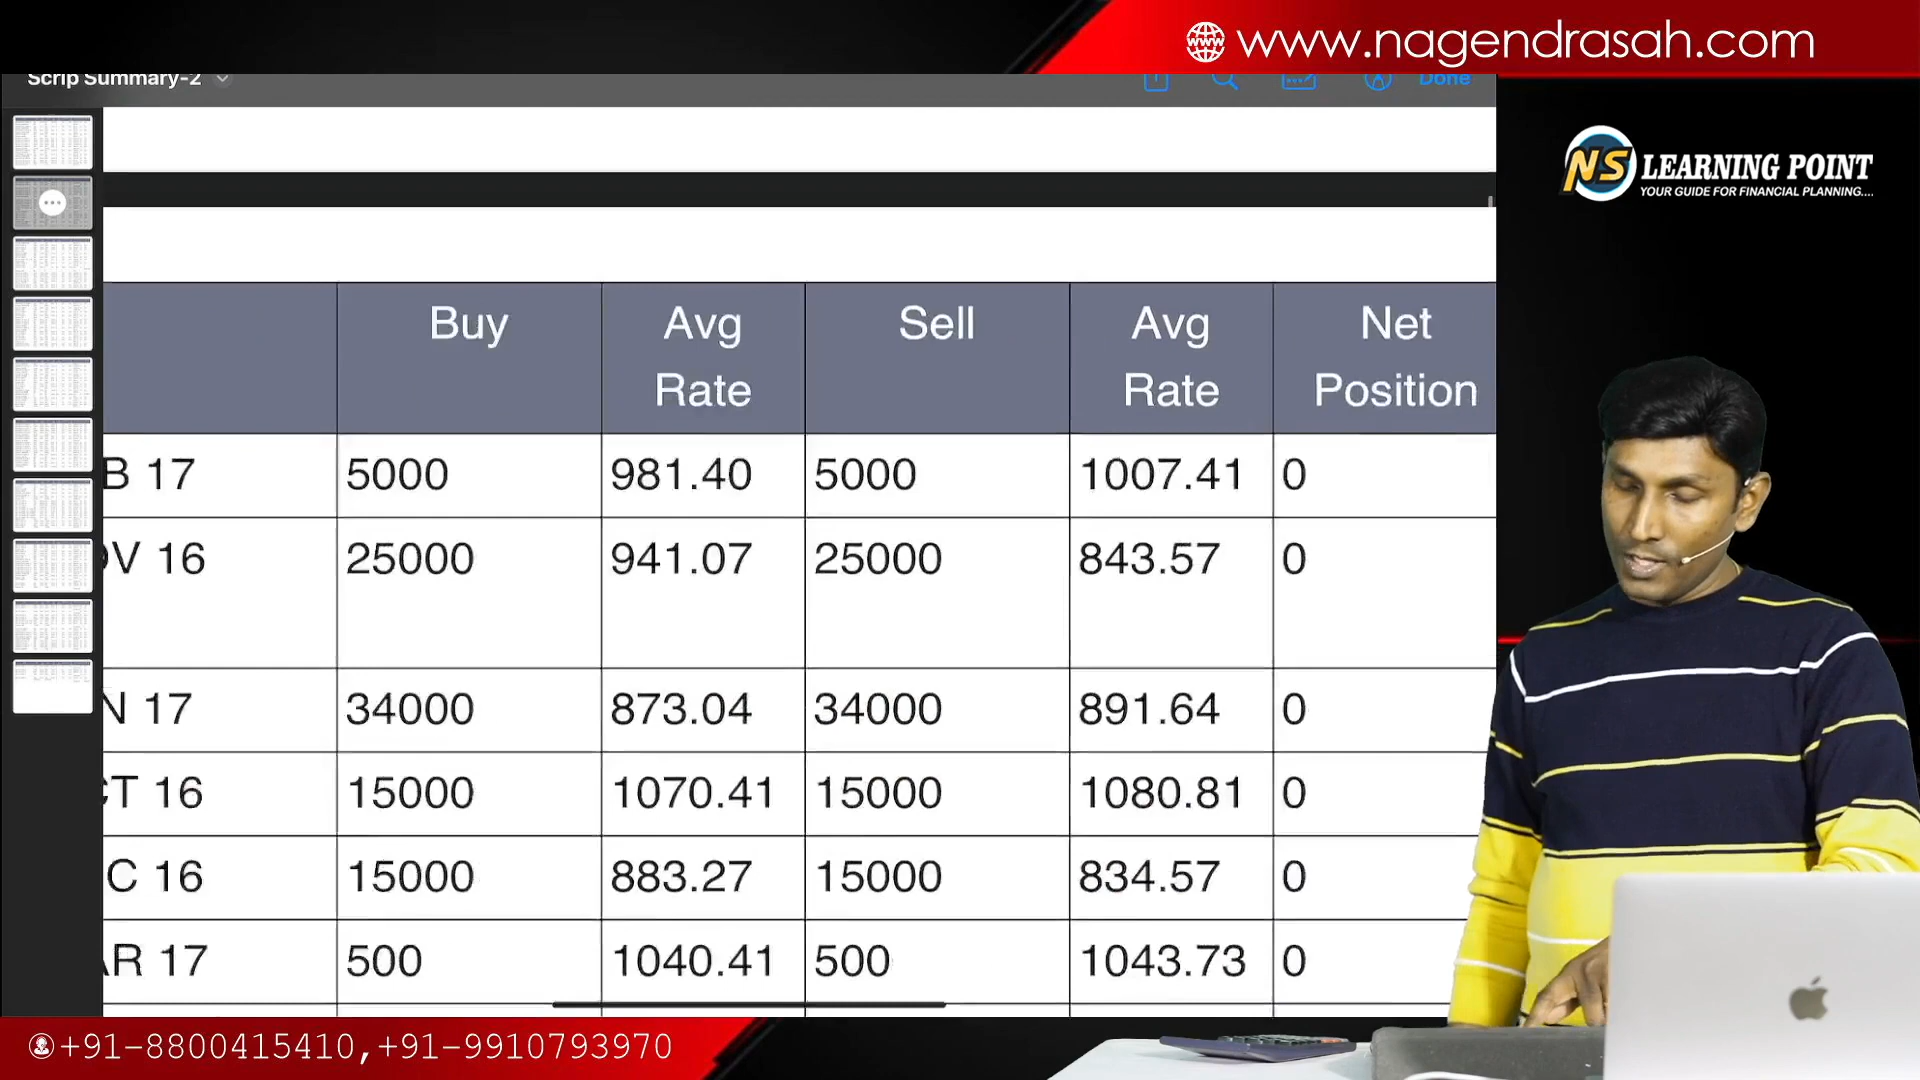 www.nagendrasah.com
Scrip Summary-2
Done
NS LEARNING POINT
YOUR GUIDE FOR FINANCIAL PLANNING....
Buy Avg Rate Sell Avg Rate Net Position
B 17 5000 981.40 5000 1007.41 0
OV 16 25000 941.07 25000 843.57 0
N 17 34000 873.04 34000 891.64 0
CT 16 15000 1070.41 15000 1080.81 0
C 16 15000 883.27 15000 834.57 0
AR 17 500 1040.41 500 1043.73 0
+91-8800415410,+91-9910793970